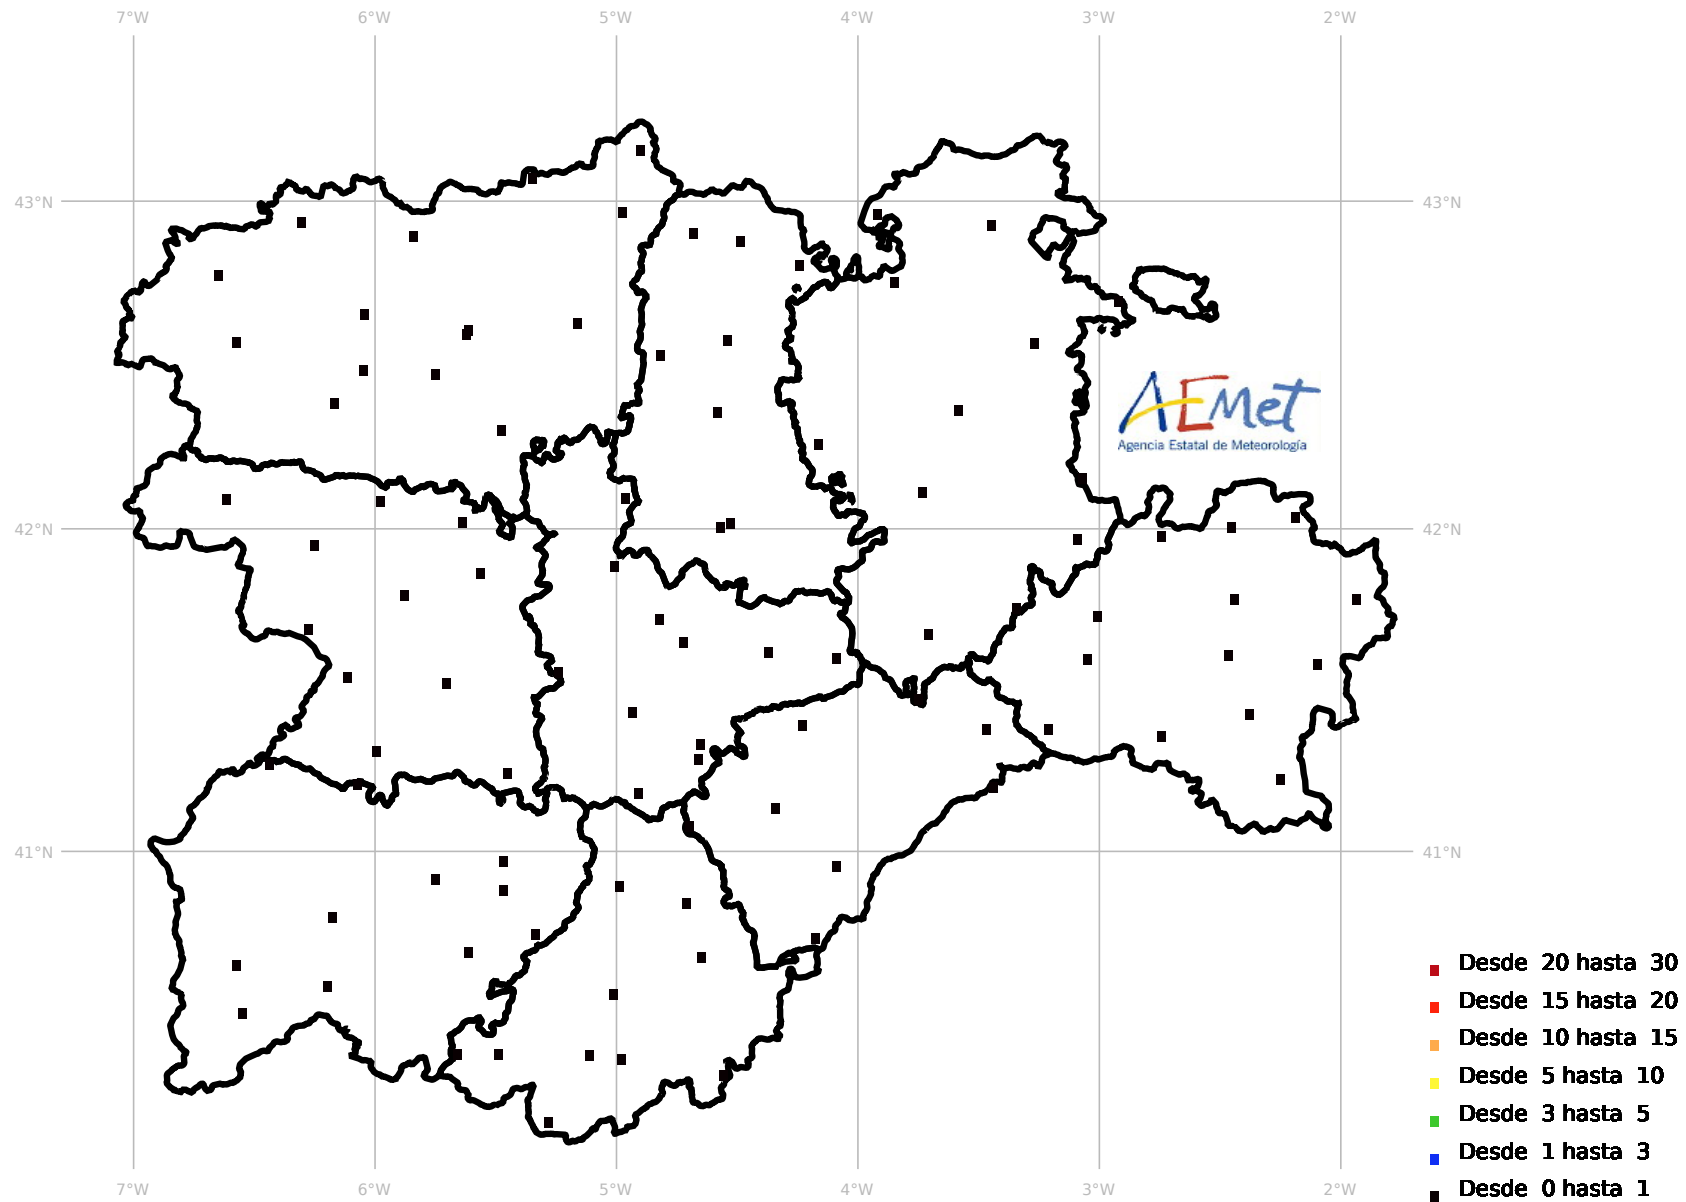 7°W 6°W 5°W 4°W 3°W 2°W
43°N 43°N
AEMet
Agencia Estatal de Meteorología
42°N 42°N
41°N 41°N
Desde 20 hasta 30
Desde 15 hasta 20
Desde 10 hasta 15
Desde 5 hasta 10
Desde 3 hasta 5
Desde 1 hasta 3
Desde 0 hasta 1
7°W 6°W 5°W 4°W 3°W 2°W